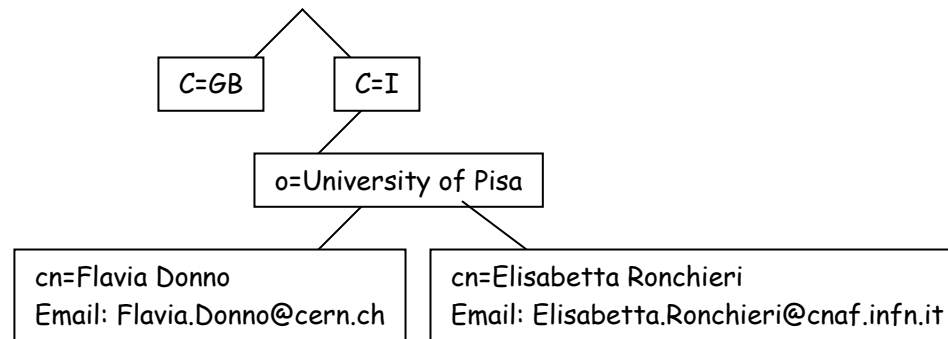 C=GB
C=I
o=University of Pisa
cn=Flavia Donno
Email: Flavia.Donno@cern.ch
cn=Elisabetta Ronchieri
Email: Elisabetta.Ronchieri@cnaf.infn.it